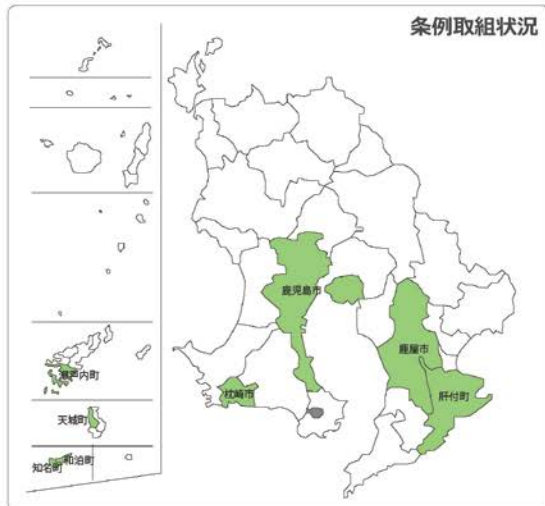 条例取組状況
鹿児島市
鹿屋市
瀬戸内町
枕崎市
肝付町
天城町
和泊町
知名町